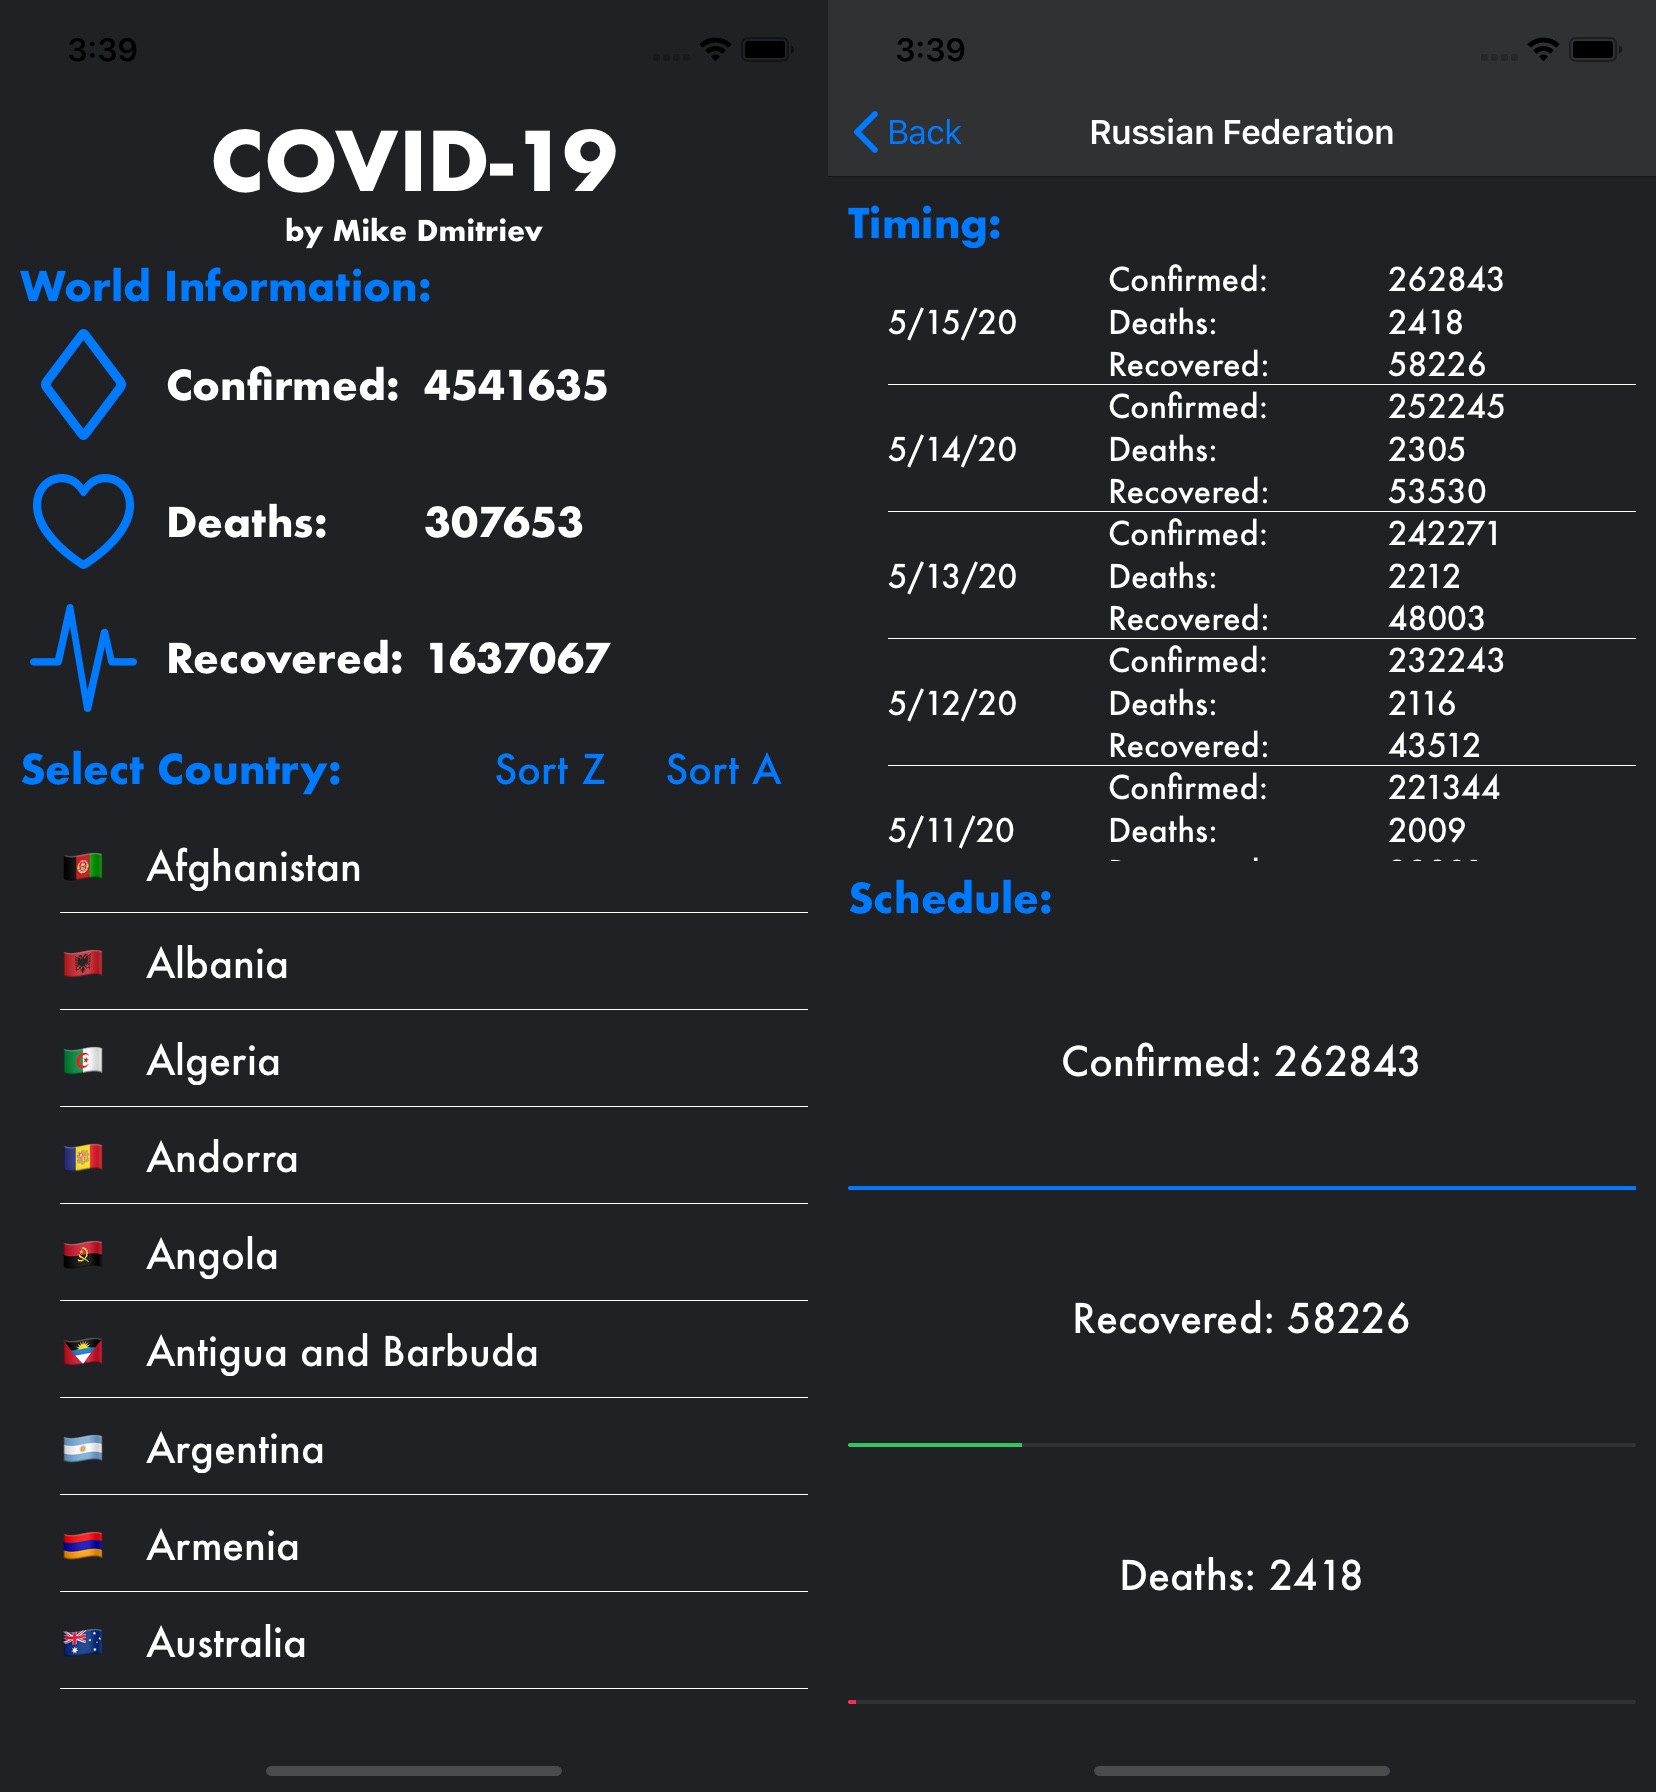 3:39
COVID-19
by Mike Dmitriev
World Information:
Confirmed: 4541635
Deaths: 307653
Recovered: 1637067
Select Country: Sort Z Sort A
Afghanistan
Albania
Algeria
Andorra
Angola
Antigua and Barbuda
Argentina
Armenia
Australia
3:39
Back Russian Federation
Timing:
Confirmed: 262843
5/15/20 Deaths: 2418
Recovered: 58226
Confirmed: 252245
5/14/20 Deaths: 2305
Recovered: 53530
Confirmed: 242271
5/13/20 Deaths: 2212
Recovered: 48003
Confirmed: 232243
5/12/20 Deaths: 2116
Recovered: 43512
Confirmed: 221344
5/11/20 Deaths: 2009
Schedule:
Confirmed: 262843
Recovered: 58226
Deaths: 2418